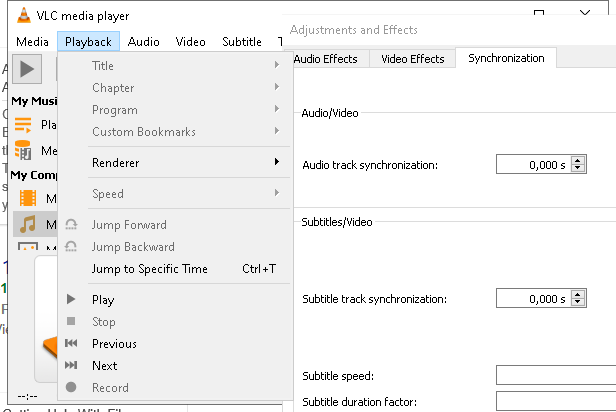 VLC media player
Media Playback Audio Video Subtitle T
Title
Chapter
Program
Custom Bookmarks
Renderer
Speed
Jump Forward
Jump Backward
Jump to Specific Time Ctrl+T
Play
Stop
Previous
Next
Record
My Musi
Pla
Me
My Comp
M
M
M
--:--
Adjustments and Effects
Audio Effects Video Effects Synchronization
Audio/Video
Audio track synchronization: 0,000 s
Subtitles/Video
Subtitle track synchronization: 0,000 s
Subtitle speed:
Subtitle duration factor: